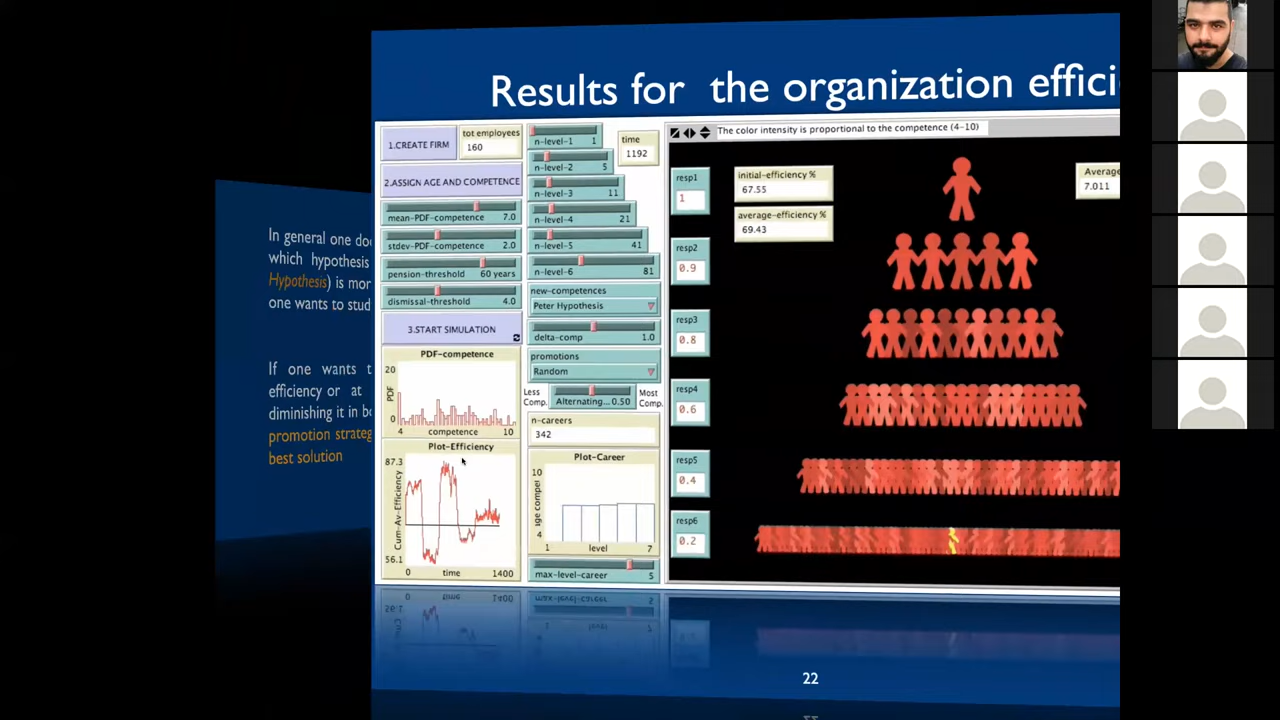 Results for the organization effici
In general one do
which hypothesis
Hypothesis) is mor
one wants to stud
If one wants t
efficiency or at
diminishing it in b
promotion strateg
best solution
1.CREATE FIRM
tot employees
160
2.ASSIGN AGE AND COMPETENCE
mean-PDF-competence 7.0
stdev-PDF-competence 2.0
pension-threshold 60 years
dismissal-threshold 4.0
3.START SIMULATION
PDF-competence
20
PDF
0
4 competence 10
Plot-Efficiency
87.3
Cum-Av-Efficiency
56.1
0 time 1400
n-level-1 1
n-level-2 5
n-level-3 11
n-level-4 21
n-level-5 41
n-level-6 81
time
1192
new-competences
Peter Hypothesis
delta-comp 1.0
promotions
Random
Less Comp.
Alternating... 0.50
Most Comp.
n-careers
342
Plot-Career
10
4
1 level 7
max-level-career 5
The color intensity is proportional to the competence (4-10)
resp1
1
initial-efficiency %
67.55
average-efficiency %
69.43
Average
7.011
resp2
0.9
resp3
0.8
resp4
0.6
resp5
0.4
resp6
0.2
22